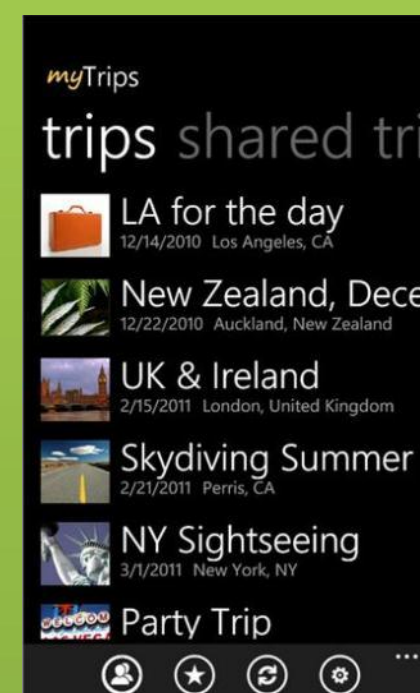 myTrips
trips shared tri
LA for the day
12/14/2010 Los Angeles, CA
New Zealand, Dece
12/22/2010 Auckland, New Zealand
UK & Ireland
2/15/2011 London, United Kingdom
Skydiving Summer
2/21/2011 Perris, CA
NY Sightseeing
3/1/2011 New York, NY
WELCOME
Party Trip